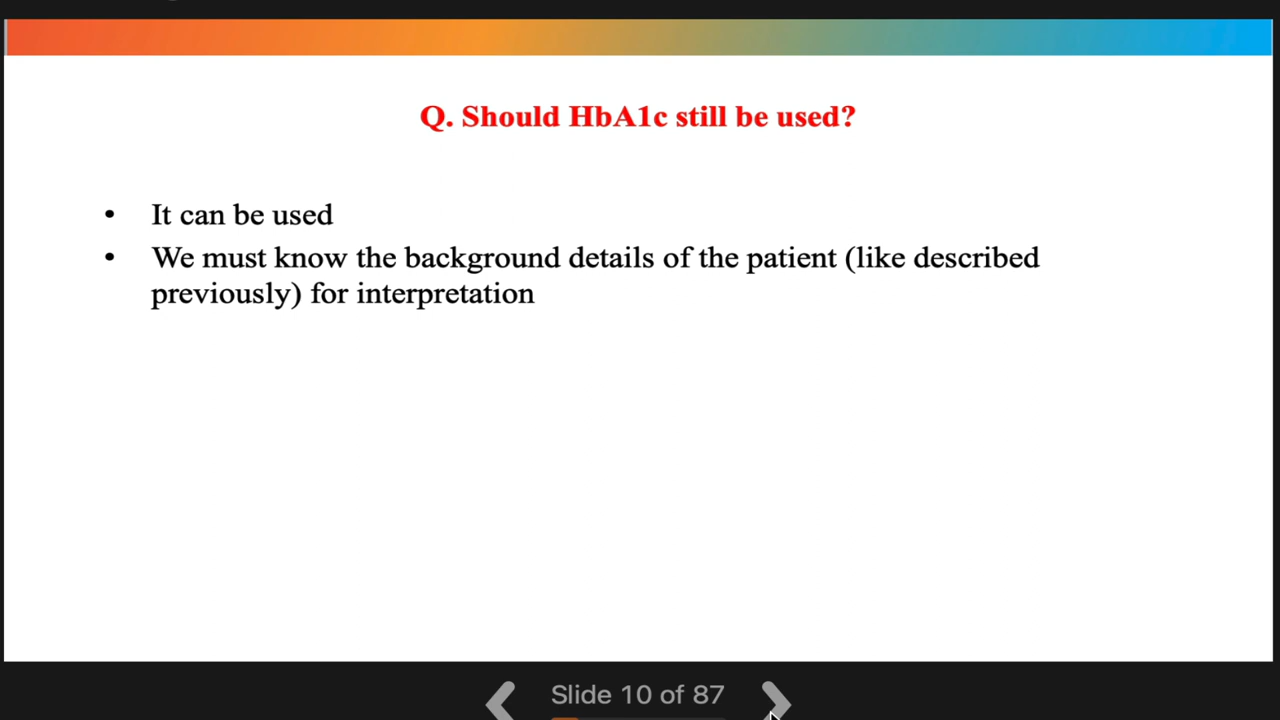 Q. Should HbA1c still be used?
• It can be used
• We must know the background details of the patient (like described
previously) for interpretation
Slide 10 of 87